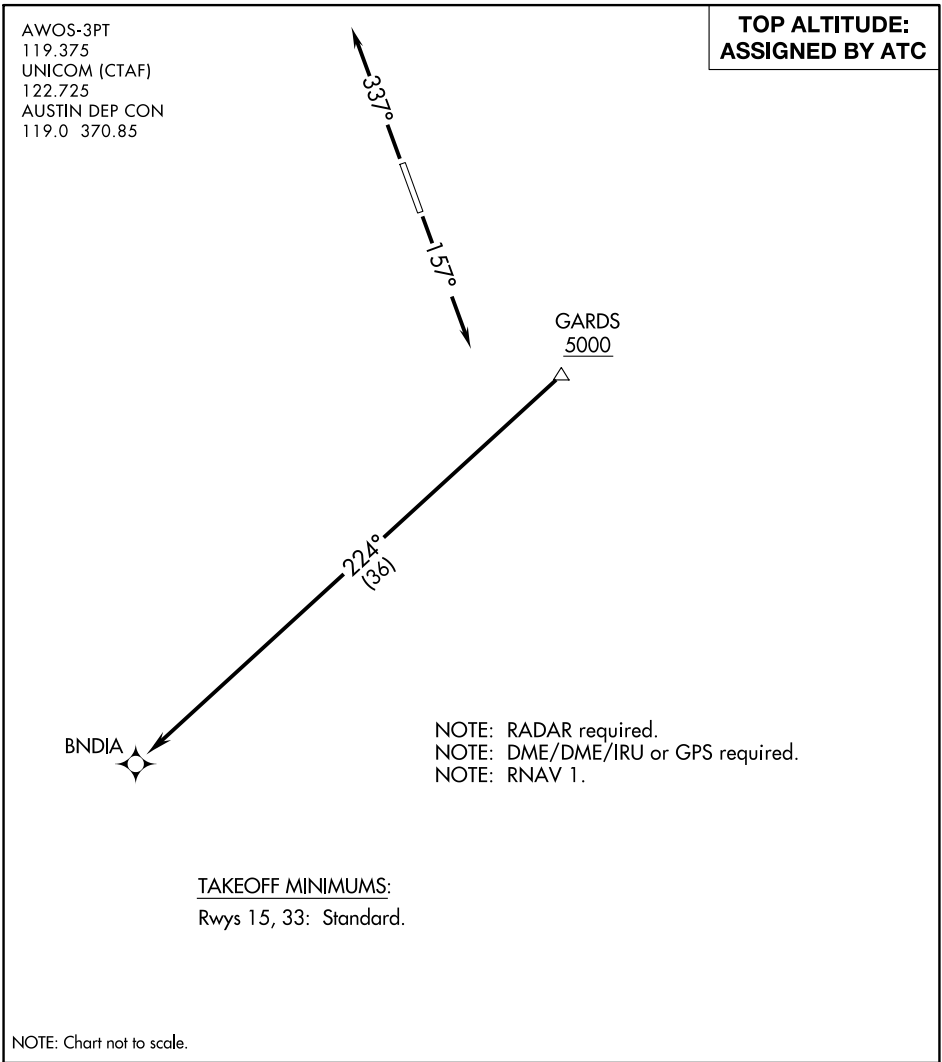 AWOS-3PT
119.375
UNICOM (CTAF)
122.725
AUSTIN DEP CON
119.0 370.85
TOP ALTITUDE:
ASSIGNED BY ATC
337°
157°
GARDS
5000
224°
(36)
BNDIA
NOTE: RADAR required.
NOTE: DME/DME/IRU or GPS required.
NOTE: RNAV 1.
TAKEOFF MINIMUMS:
Rwys 15, 33: Standard.
NOTE: Chart not to scale.